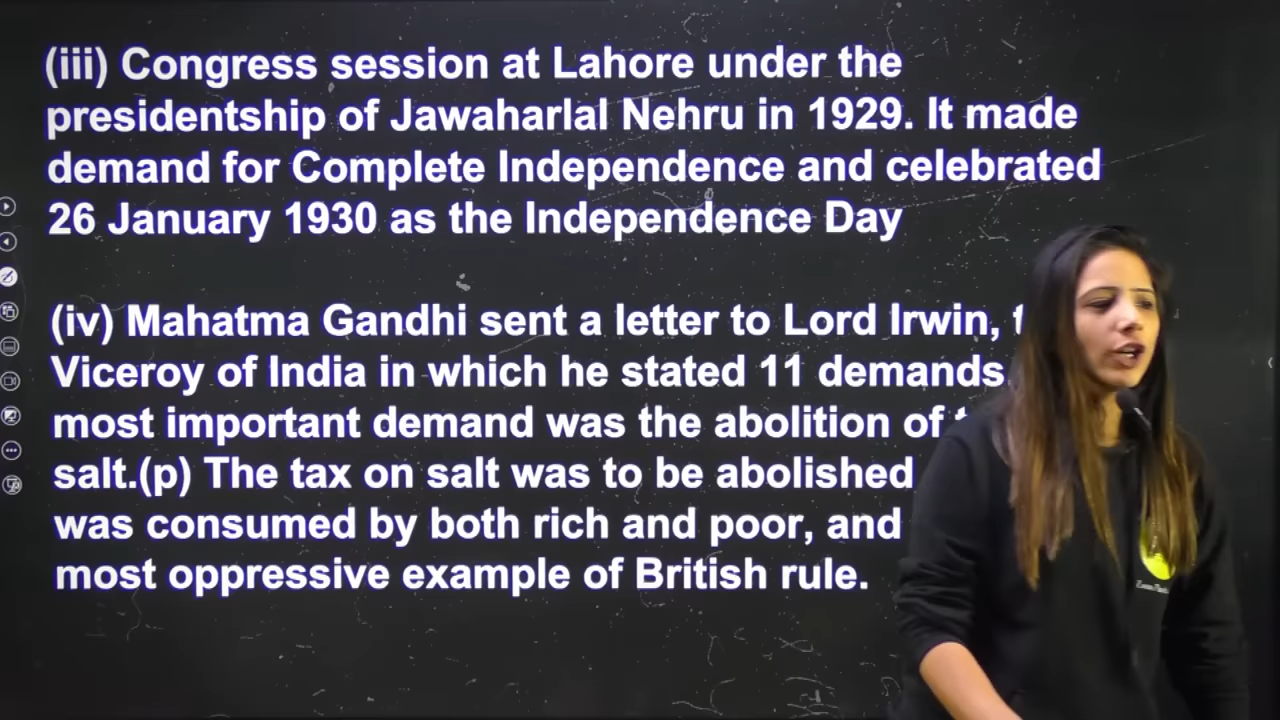 (iii) Congress session at Lahore under the
presidentship of Jawaharlal Nehru in 1929. It made
demand for Complete Independence and celebrated
26 January 1930 as the Independence Day
(iv) Mahatma Gandhi sent a letter to Lord Irwin,
Viceroy of India in which he stated 11 demands
most important demand was the abolition of
salt.(p) The tax on salt was to be abolished
was consumed by both rich and poor, and
most oppressive example of British rule.